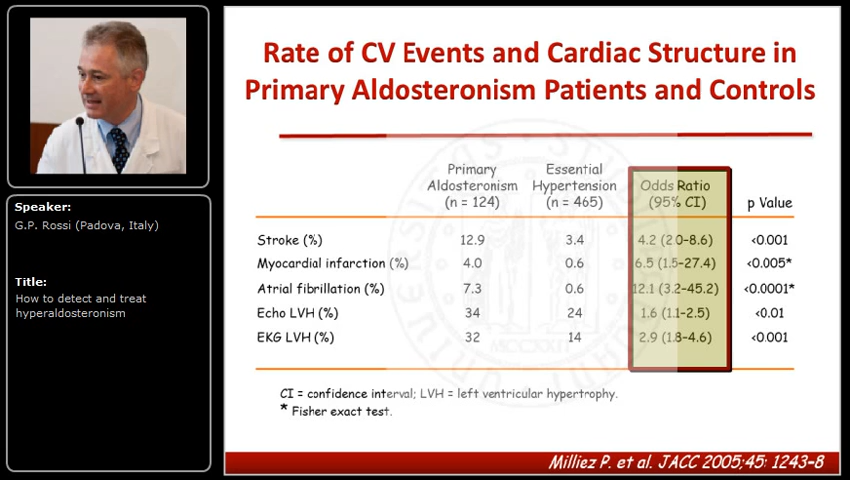 Speaker:
G.P. Rossi (Padova, Italy)
Title:
How to detect and treat
hyperaldosteronism
Rate of CV Events and Cardiac Structure in
Primary Aldosteronism Patients and Controls
Primary Aldosteronism (n = 124) Essential Hypertension (n = 465) Odds Ratio (95% CI) p Value
Stroke (%) 12.9 3.4 4.2 (2.0-8.6) <0.001
Myocardial infarction (%) 4.0 0.6 6.5 (1.5-27.4) <0.005*
Atrial fibrillation (%) 7.3 0.6 12.1 (3.2-45.2) <0.0001*
Echo LVH (%) 34 24 1.6 (1.1-2.5) <0.01
EKG LVH (%) 32 14 2.9 (1.8-4.6) <0.001
CI = confidence interval; LVH = left ventricular hypertrophy.
* Fisher exact test.
Milliez P. et al. JACC 2005;45: 1243-8